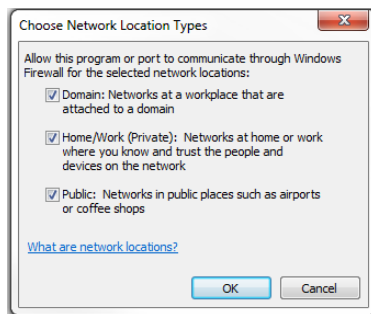 Choose Network Location Types
Allow this program or port to communicate through Windows
Firewall for the selected network locations:
Domain: Networks at a workplace that are
attached to a domain
Home/Work (Private): Networks at home or work
where you know and trust the people and
devices on the network
Public: Networks in public places such as airports
or coffee shops
What are network locations?
OK Cancel